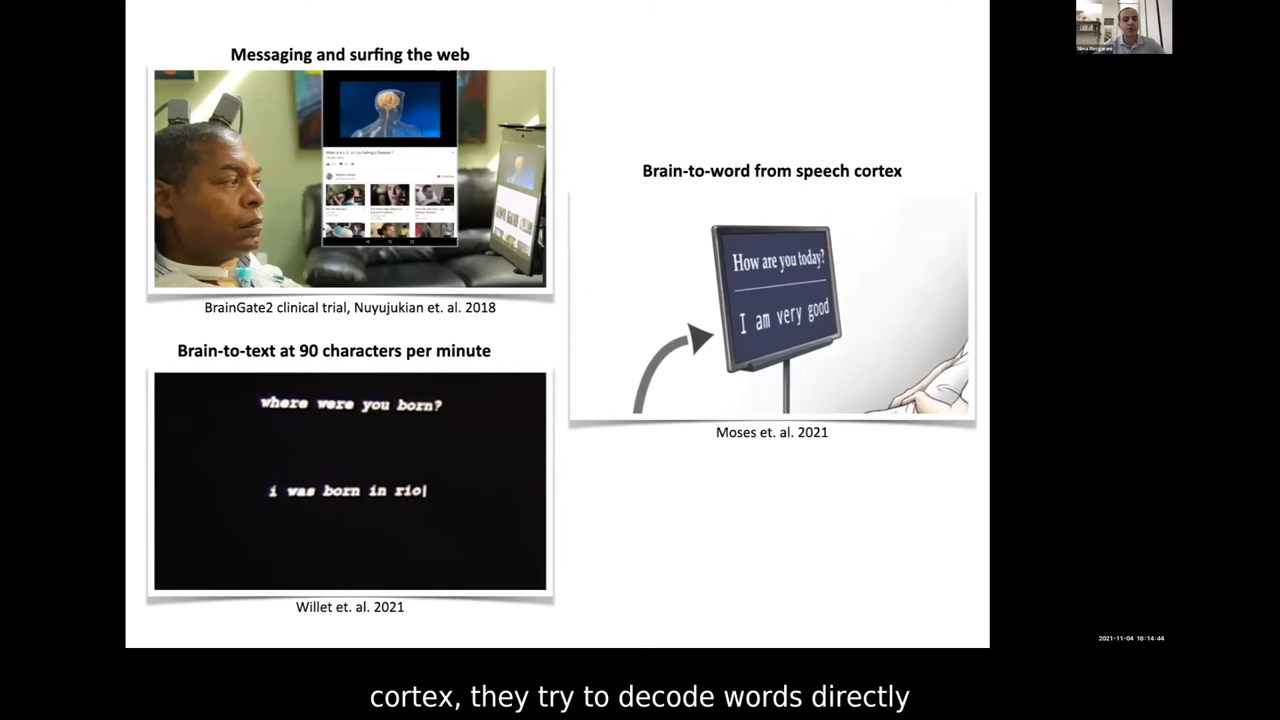 Messaging and surfing the web
BrainGate2 clinical trial, Nuyujukian et. al. 2018
Brain-to-text at 90 characters per minute
where were you born?
i was born in rio
Willet et. al. 2021
Brain-to-word from speech cortex
How are you today?
I am very good
Moses et. al. 2021
Nima Mesgarani
2021-11-04 18:14:44
cortex, they try to decode words directly